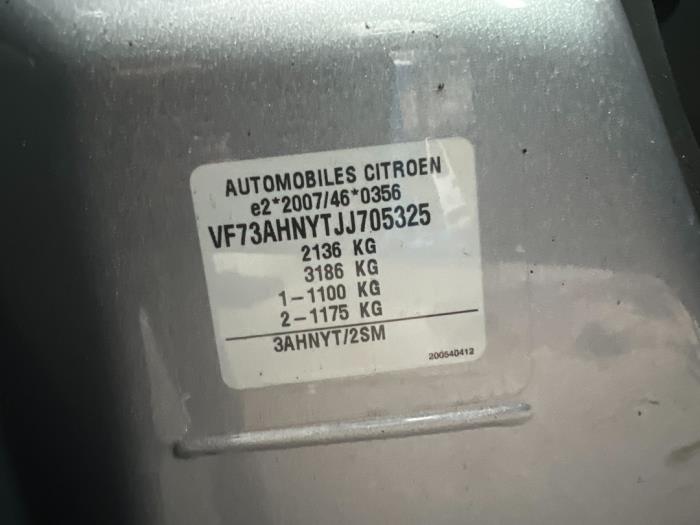 AUTOMOBILES CITROEN
e2*2007/46*0356
VF73AHNYTJJ705325
2136 KG
3186 KG
1-1100 KG
2-1175 KG
3AHNYT/2SM
200540412